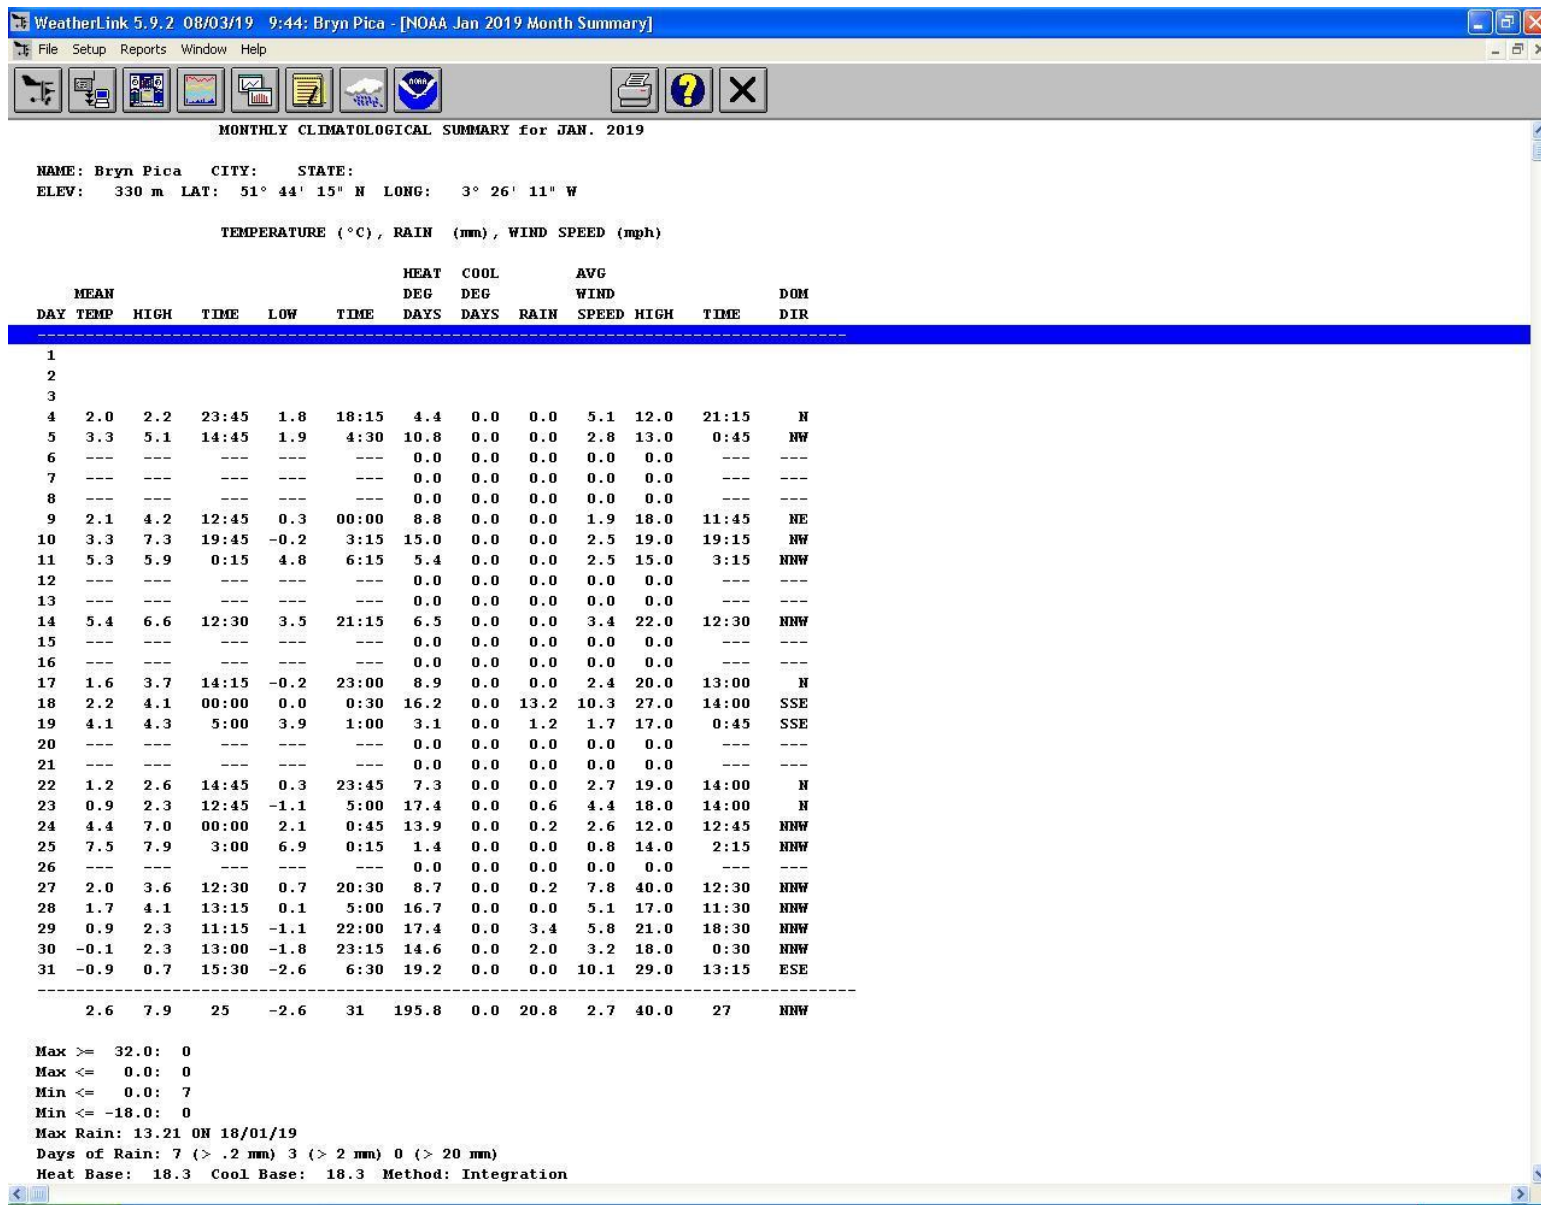 WeatherLink 5.9.2 08/03/19 9:44: Bryn Pica - [NOAA Jan 2019 Month Summary]
File Setup Reports Window Help
NOAA
MONTHLY CLIMATOLOGICAL SUMMARY for JAN. 2019
NAME: Bryn Pica CITY: STATE:
ELEV: 330 m LAT: 51° 44' 15" N LONG: 3° 26' 11" W
TEMPERATURE (°C), RAIN (mm), WIND SPEED (mph)
HEAT COOL AVG
MEAN DEG DEG WIND DOM
DAY TEMP HIGH TIME LOW TIME DAYS DAYS RAIN SPEED HIGH TIME DIR
1
2
3
4 2.0 2.2 23:45 1.8 18:15 4.4 0.0 0.0 5.1 12.0 21:15 N
5 3.3 5.1 14:45 1.9 4:30 10.8 0.0 0.0 2.8 13.0 0:45 NW
6 --- --- --- --- --- 0.0 0.0 0.0 0.0 0.0 --- ---
7 --- --- --- --- --- 0.0 0.0 0.0 0.0 0.0 --- ---
8 --- --- --- --- --- 0.0 0.0 0.0 0.0 0.0 --- ---
9 2.1 4.2 12:45 0.3 00:00 8.8 0.0 0.0 1.9 18.0 11:45 NE
10 3.3 7.3 19:45 -0.2 3:15 15.0 0.0 0.0 2.5 19.0 19:15 NW
11 5.3 5.9 0:15 4.8 6:15 5.4 0.0 0.0 2.5 15.0 3:15 NNW
12 --- --- --- --- --- 0.0 0.0 0.0 0.0 0.0 --- ---
13 --- --- --- --- --- 0.0 0.0 0.0 0.0 0.0 --- ---
14 5.4 6.6 12:30 3.5 21:15 6.5 0.0 0.0 3.4 22.0 12:30 NNW
15 --- --- --- --- --- 0.0 0.0 0.0 0.0 0.0 --- ---
16 --- --- --- --- --- 0.0 0.0 0.0 0.0 0.0 --- ---
17 1.6 3.7 14:15 -0.2 23:00 8.9 0.0 0.0 2.4 20.0 13:00 N
18 2.2 4.1 00:00 0.0 0:30 16.2 0.0 13.2 10.3 27.0 14:00 SSE
19 4.1 4.3 5:00 3.9 1:00 3.1 0.0 1.2 1.7 17.0 0:45 SSE
20 --- --- --- --- --- 0.0 0.0 0.0 0.0 0.0 --- ---
21 --- --- --- --- --- 0.0 0.0 0.0 0.0 0.0 --- ---
22 1.2 2.6 14:45 0.3 23:45 7.3 0.0 0.0 2.7 19.0 14:00 N
23 0.9 2.3 12:45 -1.1 5:00 17.4 0.0 0.6 4.4 18.0 14:00 N
24 4.4 7.0 00:00 2.1 0:45 13.9 0.0 0.2 2.6 12.0 12:45 NNW
25 7.5 7.9 3:00 6.9 0:15 1.4 0.0 0.0 0.8 14.0 2:15 NNW
26 --- --- --- --- --- 0.0 0.0 0.0 0.0 0.0 --- ---
27 2.0 3.6 12:30 0.7 20:30 8.7 0.0 0.2 7.8 40.0 12:30 NNW
28 1.7 4.1 13:15 0.1 5:00 16.7 0.0 0.0 5.1 17.0 11:30 NNW
29 0.9 2.3 11:15 -1.1 22:00 17.4 0.0 3.4 5.8 21.0 18:30 NNW
30 -0.1 2.3 13:00 -1.8 23:15 14.6 0.0 2.0 3.2 18.0 0:30 NNW
31 -0.9 0.7 15:30 -2.6 6:30 19.2 0.0 0.0 10.1 29.0 13:15 ESE
2.6 7.9 25 -2.6 31 195.8 0.0 20.8 2.7 40.0 27 NNW
Max >= 32.0: 0
Max <= 0.0: 0
Min <= 0.0: 7
Min <= -18.0: 0
Max Rain: 13.21 ON 18/01/19
Days of Rain: 7 (> .2 mm) 3 (> 2 mm) 0 (> 20 mm)
Heat Base: 18.3 Cool Base: 18.3 Method: Integration